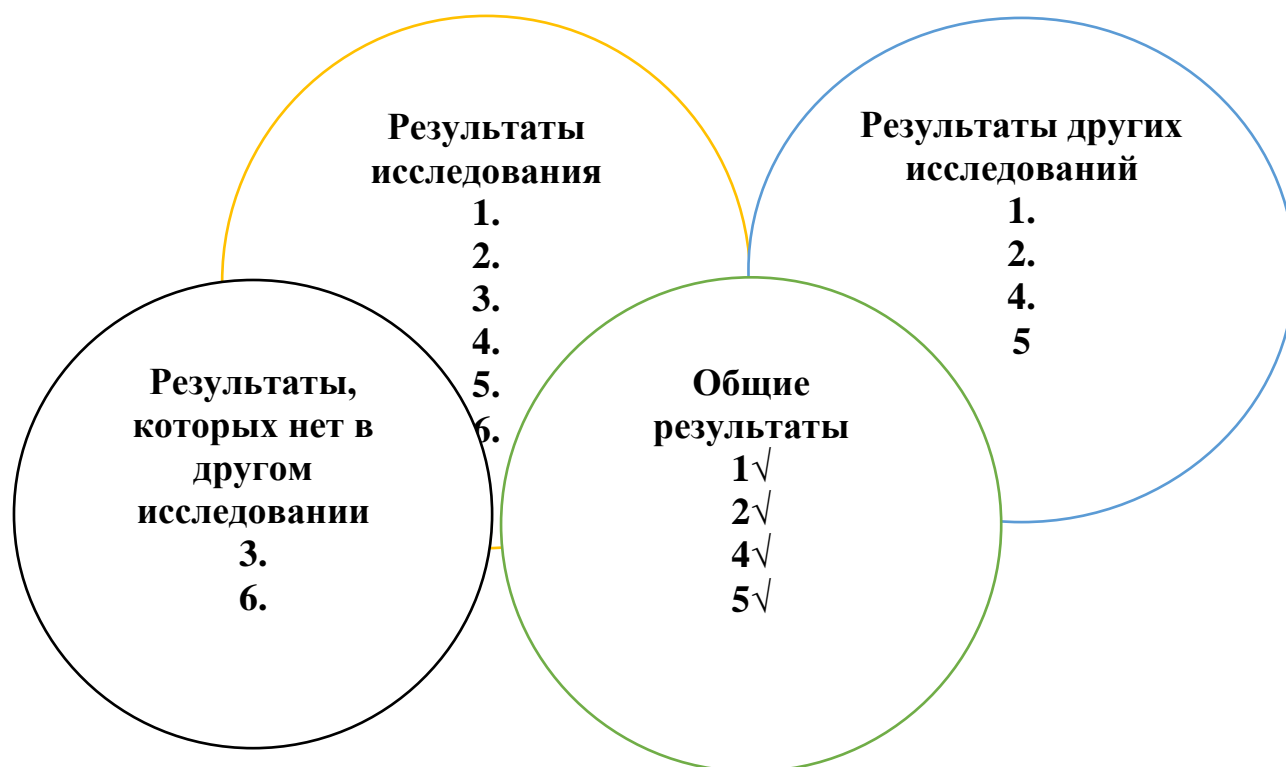 Результаты
исследования
1.
2.
3.
4.
5.
6.
Результаты других
исследований
1.
2.
4.
5
Результаты,
которых нет в
другом
исследовании
3.
6.
Общие
результаты
1√
2√
4√
5√